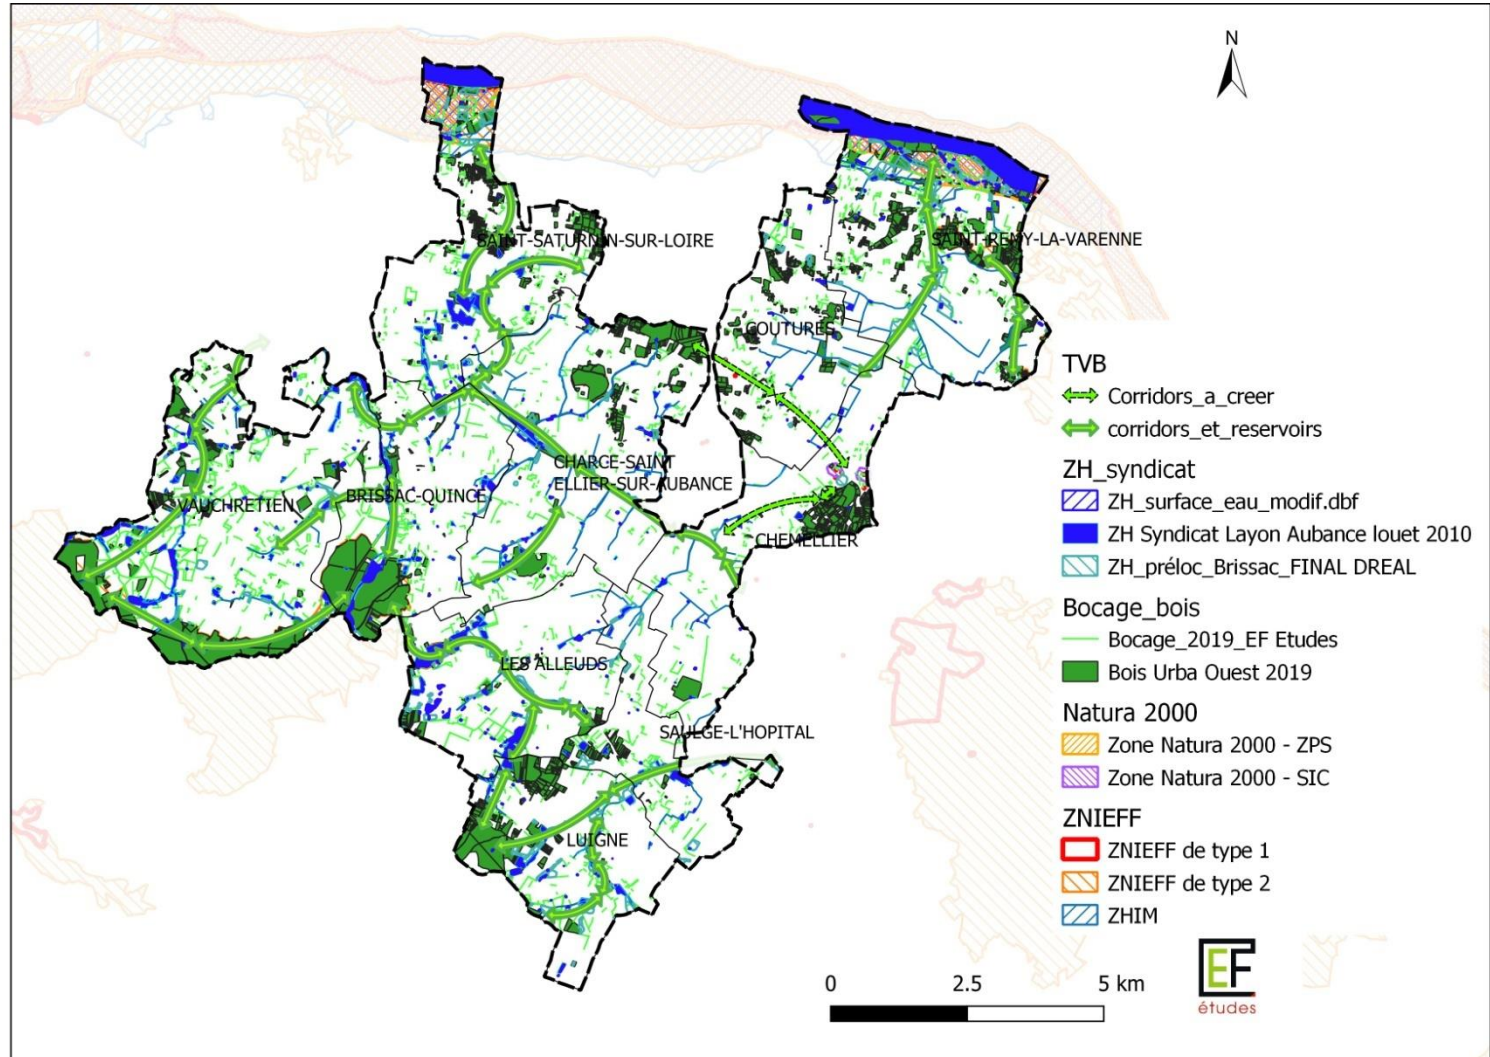 N
SAINT-SATURNIN-SUR-LOIRE
SAINT-REMY-LA-VARENNE
COUTURES
CHARCE-SAINT
ELLIER-SUR-AUBANCE
BRISSAC-QUINCE
VAUCHRETIEN
CHEMELLIER
LES ALLEUDS
SAULGE-L'HOPITAL
LUIGNE
TVB
Corridors_a_creer
corridors_et_reservoirs
ZH_syndicat
ZH_surface_eau_modif.dbf
ZH Syndicat Layon Aubance louet 2010
ZH_préloc_Brissac_FINAL DREAL
Bocage_bois
Bocage_2019_EF Etudes
Bois Urba Ouest 2019
Natura 2000
Zone Natura 2000 - ZPS
Zone Natura 2000 - SIC
ZNIEFF
ZNIEFF de type 1
ZNIEFF de type 2
ZHIM
0 2.5 5 km
EF
études